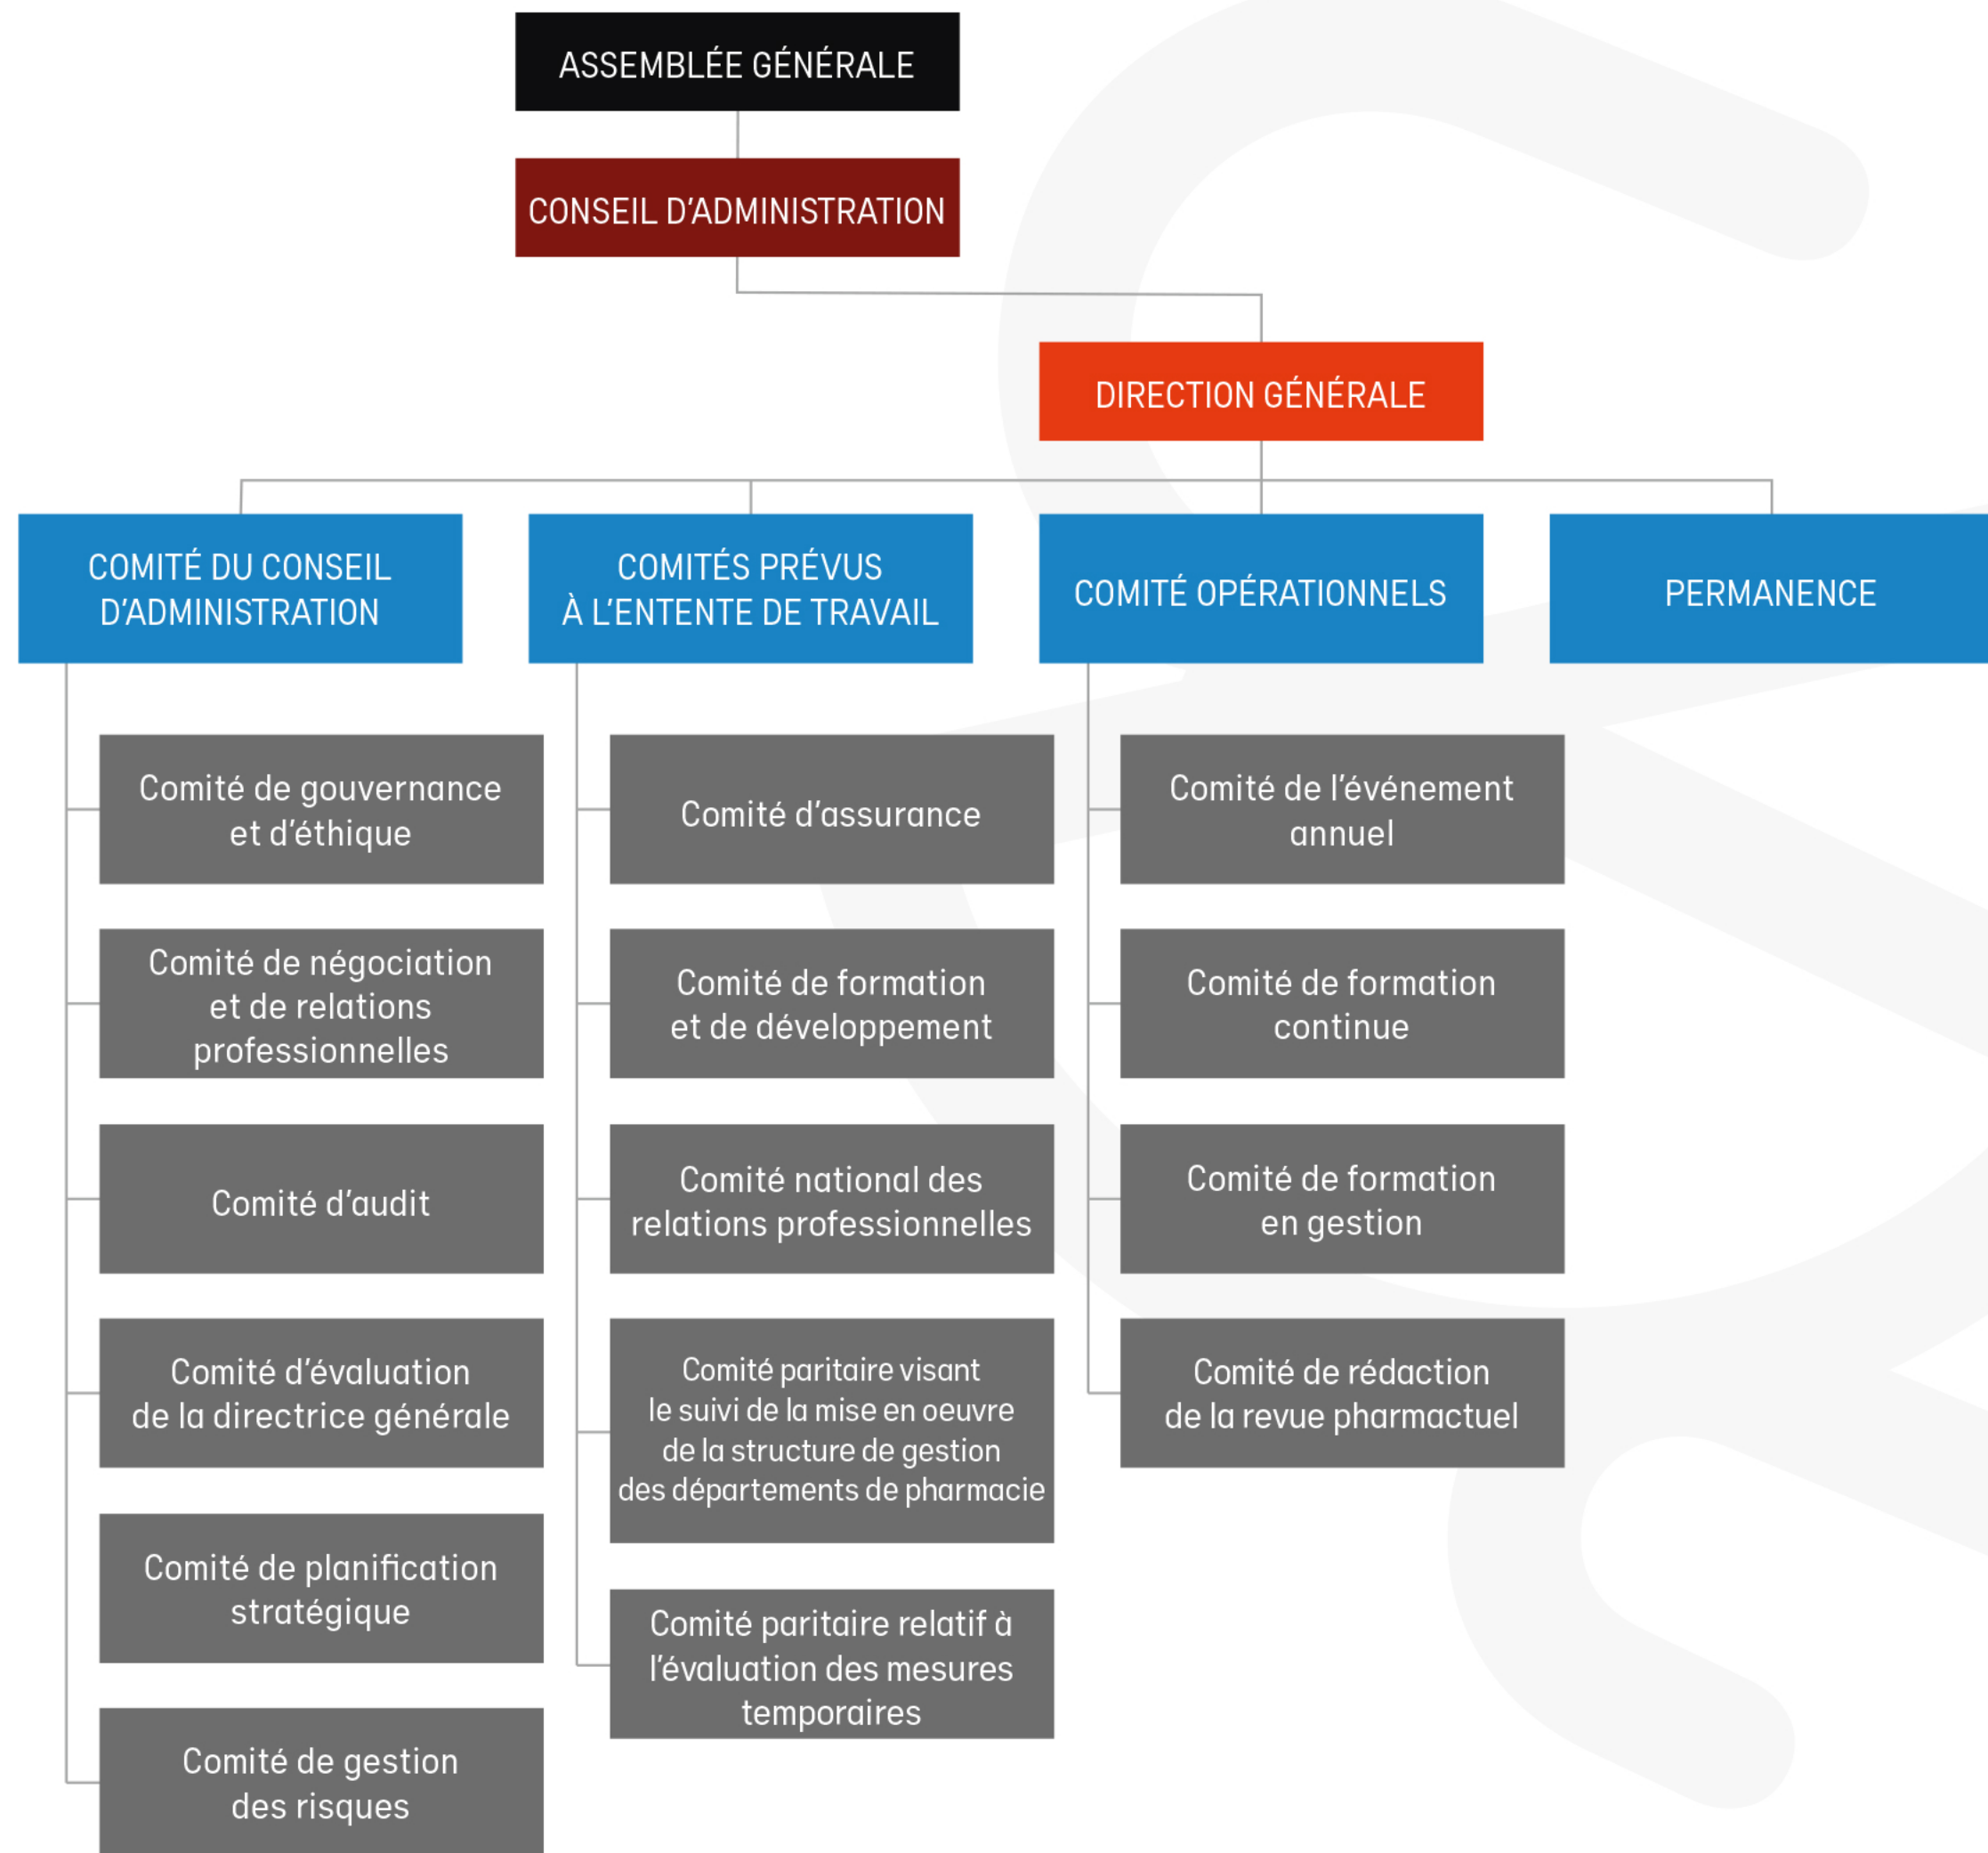 ASSEMBLÉE GÉNÉRALE
CONSEIL D'ADMINISTRATION
DIRECTION GÉNÉRALE
COMITÉ DU CONSEIL
D'ADMINISTRATION
COMITÉS PRÉVUS
À L'ENTENTE DE TRAVAIL
COMITÉ OPÉRATIONNELS
PERMANENCE
Comité de gouvernance
et d'éthique
Comité de négociation
et de relations
professionnelles
Comité d'audit
Comité d'évaluation
de la directrice générale
Comité de planification
stratégique
Comité de gestion
des risques
Comité d'assurance
Comité de formation
et de développement
Comité national des
relations professionnelles
Comité paritaire visant
le suivi de la mise en oeuvre
de la structure de gestion
des départements de pharmacie
Comité paritaire relatif à
l'évaluation des mesures
temporaires
Comité de l'événement
annuel
Comité de formation
continue
Comité de formation
en gestion
Comité de rédaction
de la revue pharmactuel